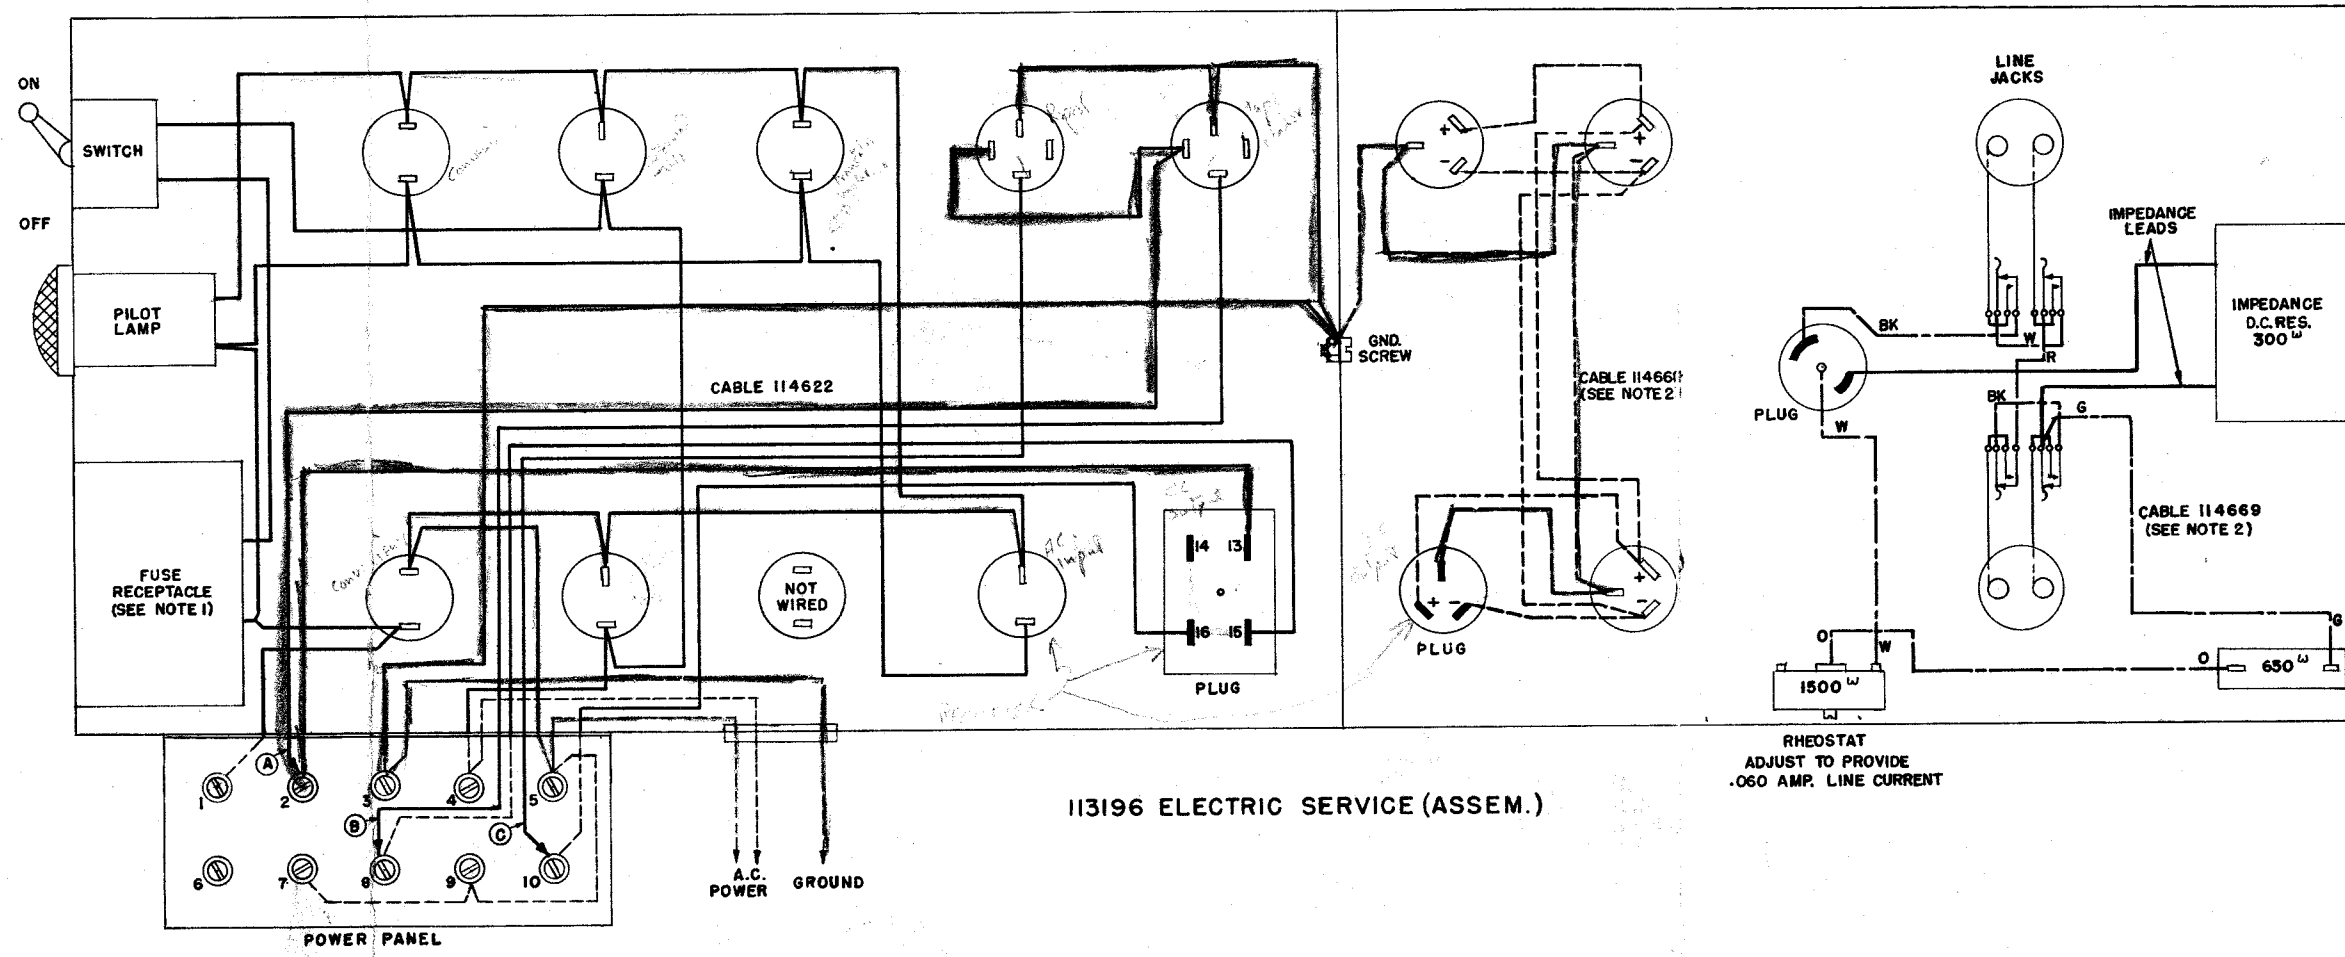 ON
SWITCH
OFF
PILOT
LAMP
FUSE
RECEPTACLE
(SEE NOTE 1)
CABLE 114622
NOT
WIRED
AC
input
14 13
16 15
PLUG
GND.
SCREW
+
-
+
-
CABLE 114661
(SEE NOTE 2)
+ -
PLUG
+
-
LINE
JACKS
IMPEDANCE
LEADS
IMPEDANCE
D.C. RES.
300 ω
BK
W
R
PLUG
W
BK
G
CABLE 114669
(SEE NOTE 2)
O
W
O
G
1500 ω
650 ω
RHEOSTAT
ADJUST TO PROVIDE
.060 AMP. LINE CURRENT
A
1 2 3 4 5
B
C
6 7 8 9 10
POWER PANEL
A.C.
POWER
GROUND
113196 ELECTRIC SERVICE (ASSEM.)